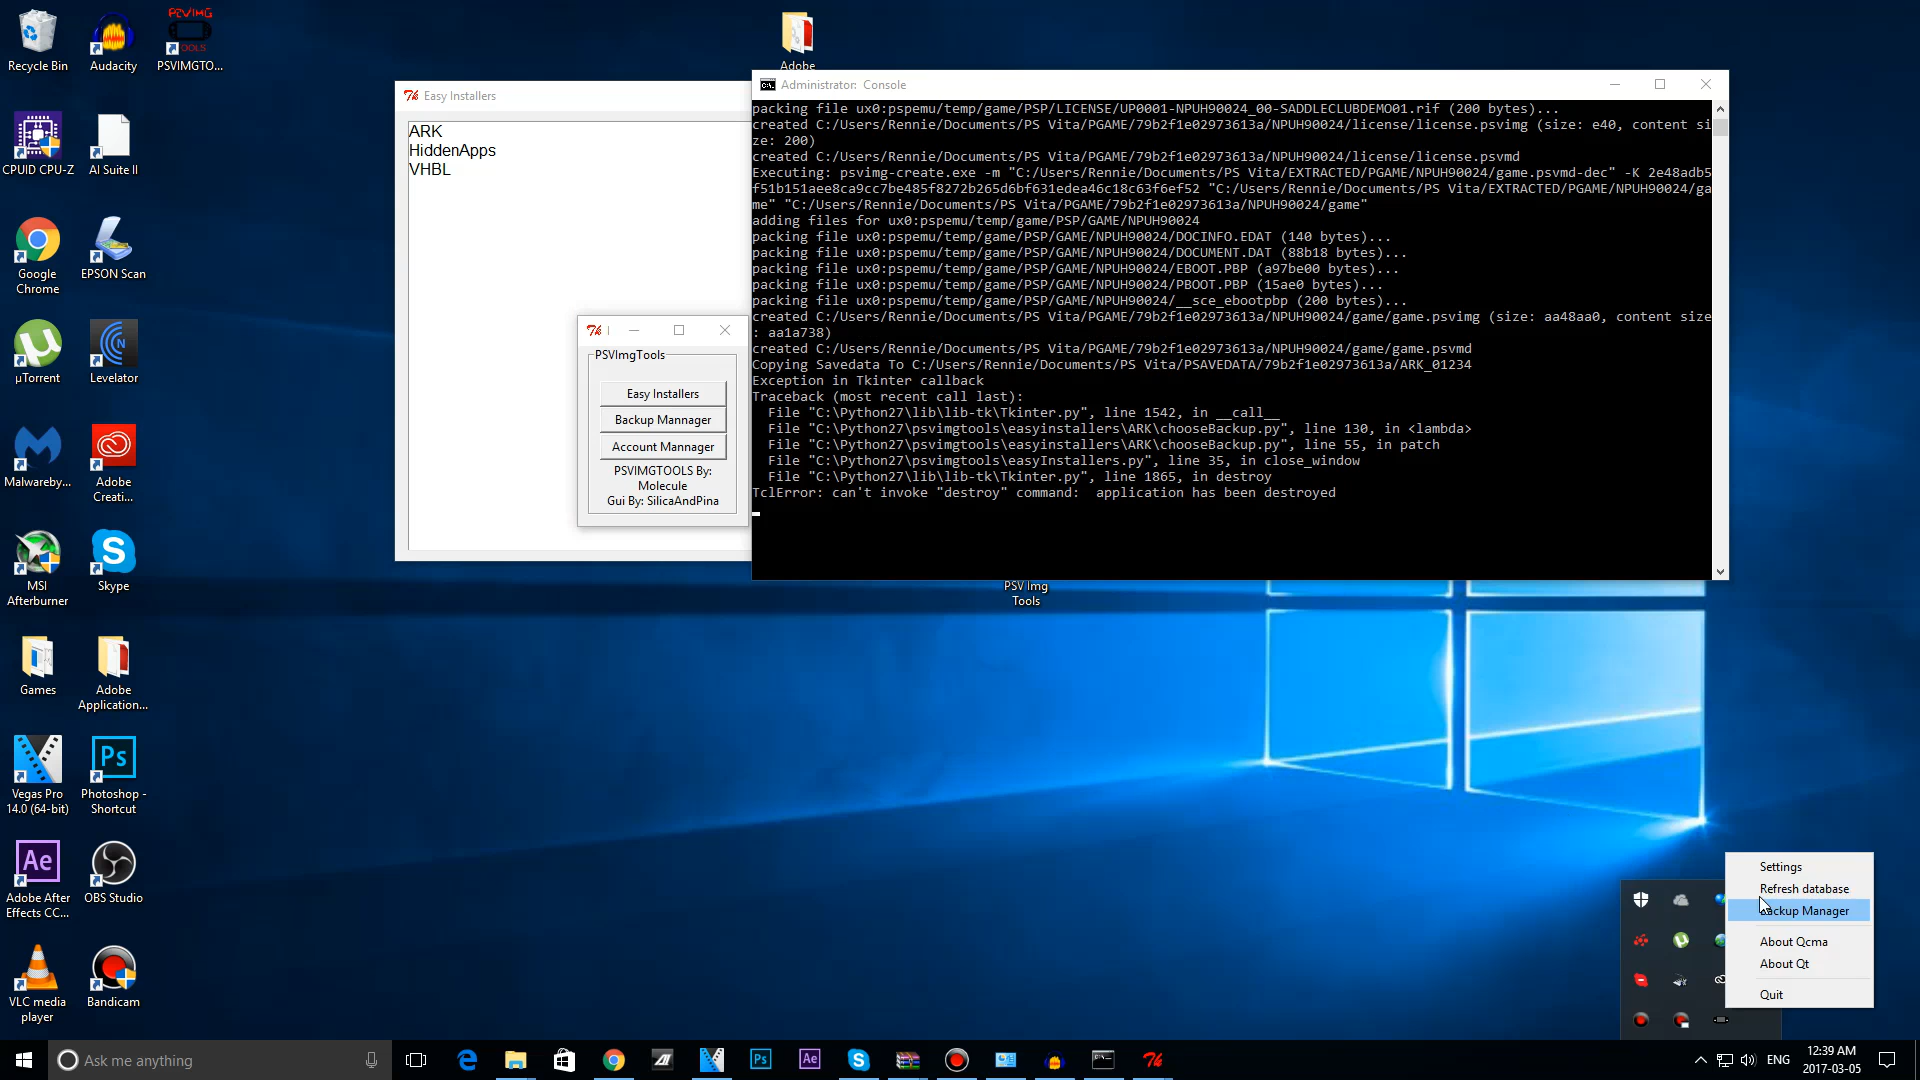 Recycle Bin
Audacity
PSVIMGTO...
Adobe
CPUID CPU-Z
AI Suite II
Google
Chrome
EPSON Scan
µTorrent
Levelator
Malwareby...
Adobe
Creati...
MSI
Afterburner
Skype
Games
Adobe
Application...
Vegas Pro
14.0 (64-bit)
Photoshop -
Shortcut
Adobe After
Effects CC...
OBS Studio
VLC media
player
Bandicam
Easy Installers
ARK
HiddenApps
VHBL
PSVImgTools
Easy Installers
Backup Mannager
Account Mannager
PSVIMGTOOLS By:
Molecule
Gui By: SilicaAndPina
Administrator: Console
packing file ux0:pspemu/temp/game/PSP/LICENSE/UP0001-NPUH90024_00-SADDLECLUBDEMO01.rif (200 bytes)...
created C:/Users/Rennie/Documents/PS Vita/PGAME/79b2f1e02973613a/NPUH90024/license/license.psvimg (size: e40, content si
ze: 200)
created C:/Users/Rennie/Documents/PS Vita/PGAME/79b2f1e02973613a/NPUH90024/license/license.psvmd
Executing: psvimg-create.exe -m "C:/Users/Rennie/Documents/PS Vita/EXTRACTED/PGAME/NPUH90024/game.psvmd-dec" -K 2e48adb5
f51b151aee8ca9cc7be485f8272b265d6bf631edea46c18c63f6ef52 "C:/Users/Rennie/Documents/PS Vita/EXTRACTED/PGAME/NPUH90024/ga
me" "C:/Users/Rennie/Documents/PS Vita/PGAME/79b2f1e02973613a/NPUH90024/game"
adding files for ux0:pspemu/temp/game/PSP/GAME/NPUH90024
packing file ux0:pspemu/temp/game/PSP/GAME/NPUH90024/DOCINFO.EDAT (140 bytes)...
packing file ux0:pspemu/temp/game/PSP/GAME/NPUH90024/DOCUMENT.DAT (88b18 bytes)...
packing file ux0:pspemu/temp/game/PSP/GAME/NPUH90024/EBOOT.PBP (a97be00 bytes)...
packing file ux0:pspemu/temp/game/PSP/GAME/NPUH90024/PBOOT.PBP (15ae0 bytes)...
packing file ux0:pspemu/temp/game/PSP/GAME/NPUH90024/__sce_ebootpbp (200 bytes)...
created C:/Users/Rennie/Documents/PS Vita/PGAME/79b2f1e02973613a/NPUH90024/game/game.psvimg (size: aa48aa0, content size
: aa1a738)
created C:/Users/Rennie/Documents/PS Vita/PGAME/79b2f1e02973613a/NPUH90024/game/game.psvmd
Copying Savedata To C:/Users/Rennie/Documents/PS Vita/PSAVEDATA/79b2f1e02973613a/ARK_01234
Exception in Tkinter callback
Traceback (most recent call last):
File "C:\Python27\lib\lib-tk\Tkinter.py", line 1542, in __call__
File "C:\Python27\psvimgtools\easyinstallers\ARK\chooseBackup.py", line 130, in <lambda>
File "C:\Python27\psvimgtools\easyinstallers\ARK\chooseBackup.py", line 55, in patch
File "C:\Python27\psvimgtools\easyInstallers.py", line 35, in close_window
File "C:\Python27\lib\lib-tk\Tkinter.py", line 1865, in destroy
TclError: can't invoke "destroy" command:  application has been destroyed
PSV Img
Tools
Settings
Refresh database
Backup Manager
About Qcma
About Qt
Quit
Ask me anything
ENG
12:39 AM
2017-03-05